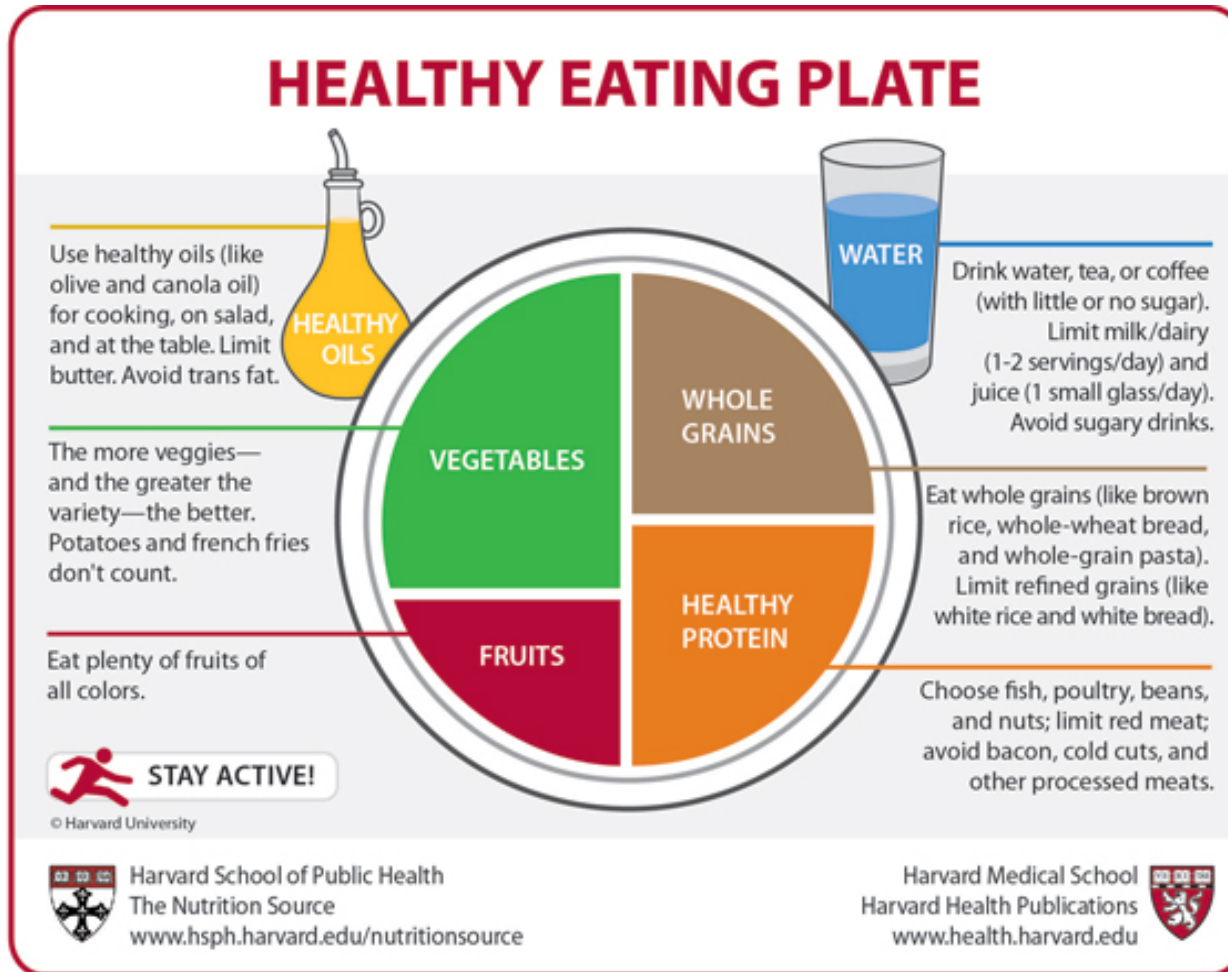 HEALTHY EATING PLATE
Use healthy oils (like
olive and canola oil)
for cooking, on salad,
and at the table. Limit
butter. Avoid trans fat.
HEALTHY
OILS
The more veggies—
and the greater the
variety—the better.
Potatoes and french fries
don't count.
Eat plenty of fruits of
all colors.
STAY ACTIVE!
© Harvard University
VEGETABLES
FRUITS
WHOLE
GRAINS
HEALTHY
PROTEIN
WATER
Drink water, tea, or coffee
(with little or no sugar).
Limit milk/dairy
(1-2 servings/day) and
juice (1 small glass/day).
Avoid sugary drinks.
Eat whole grains (like brown
rice, whole-wheat bread,
and whole-grain pasta).
Limit refined grains (like
white rice and white bread).
Choose fish, poultry, beans,
and nuts; limit red meat;
avoid bacon, cold cuts, and
other processed meats.
Harvard School of Public Health
The Nutrition Source
www.hsph.harvard.edu/nutritionsource
Harvard Medical School
Harvard Health Publications
www.health.harvard.edu